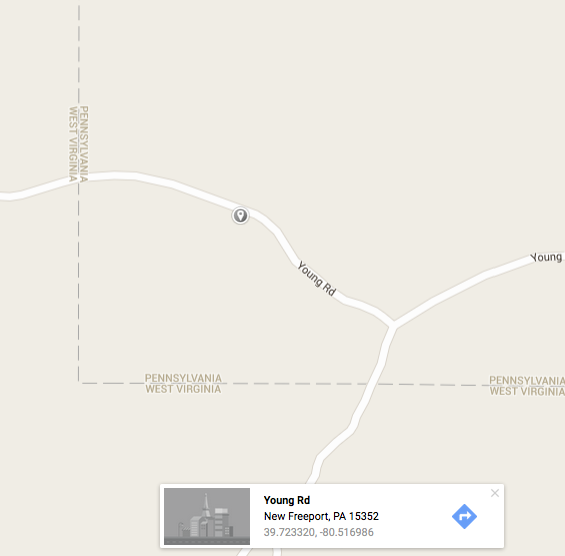 PENNSYLVANIA
WEST VIRGINIA
Young Rd
Young
PENNSYLVANIA
WEST VIRGINIA
PENNSYLVANIA
WEST VIRGINIA
Young Rd
New Freeport, PA 15352
39.723320, -80.516986